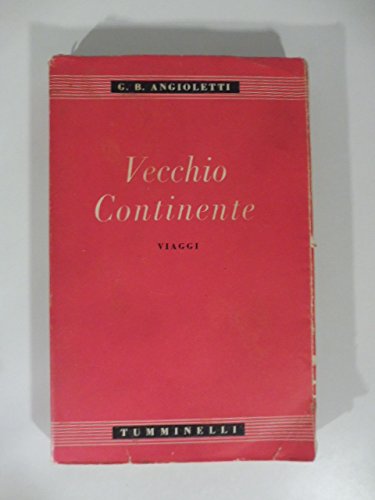 G. B. ANGIOLETTI
Vecchio
Continente
VIAGGI
TUMMINELLI